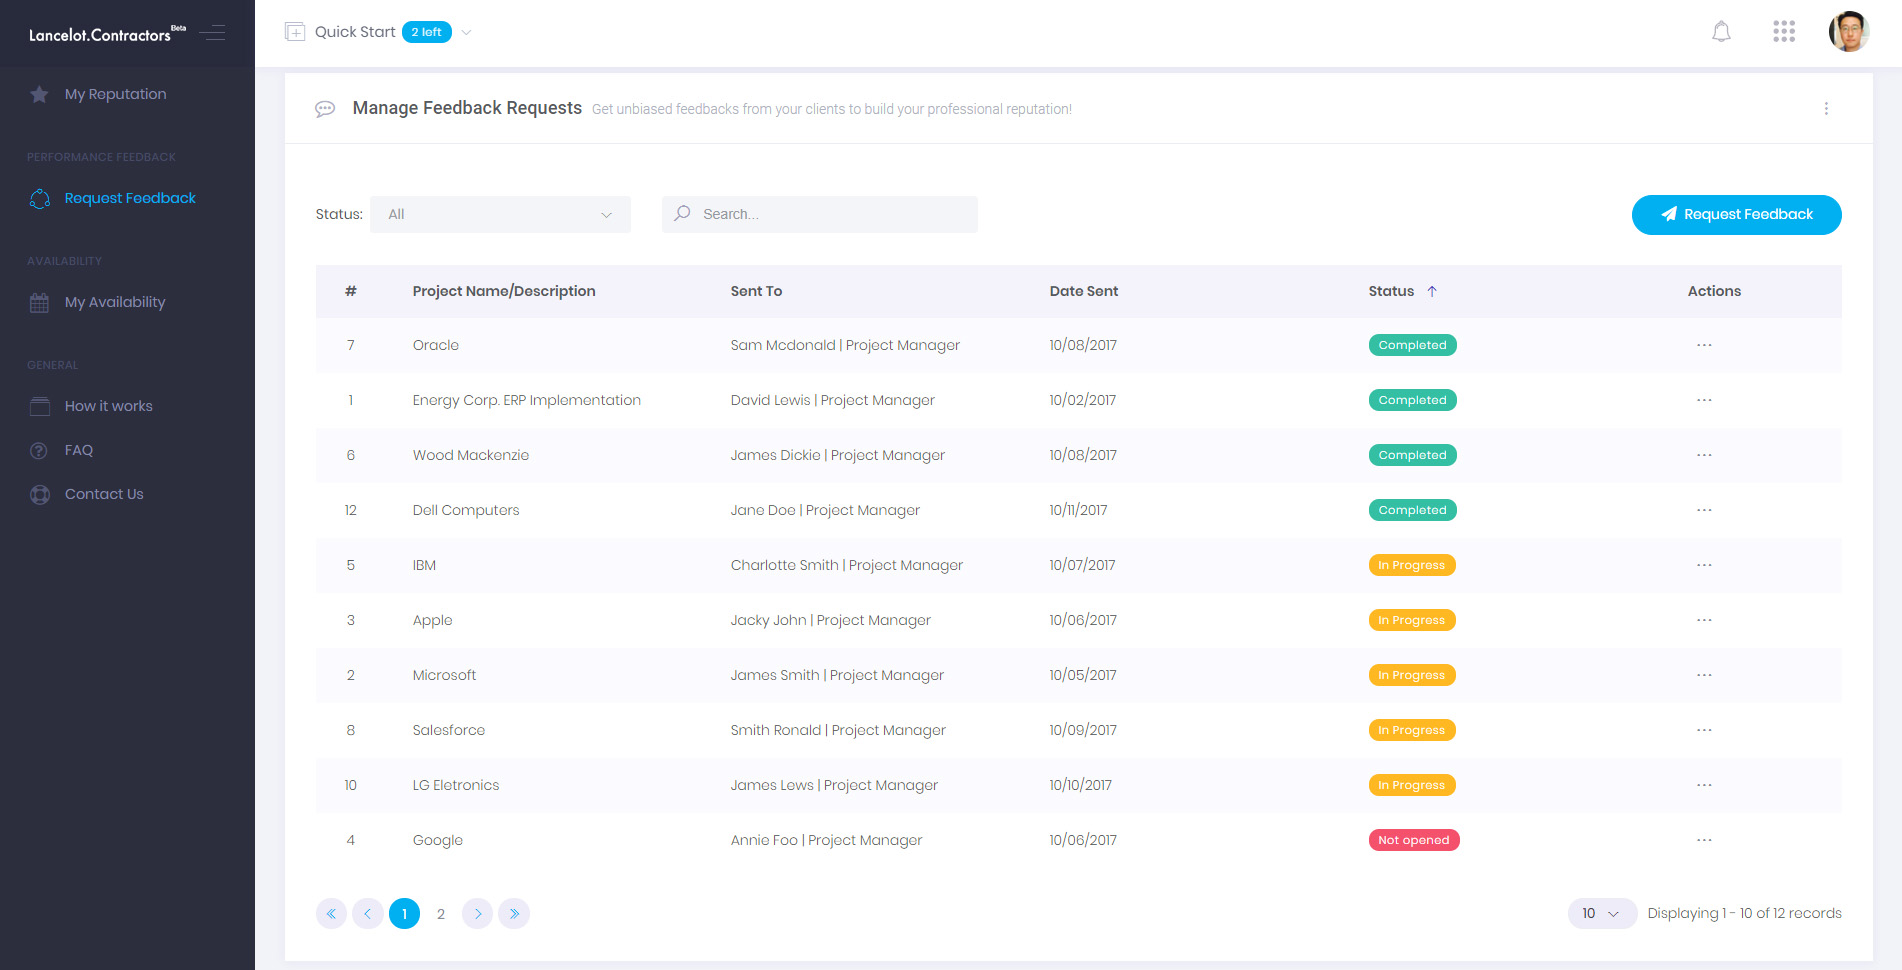 Lancelot.Contractors Beta
Quick Start 2 left
My Reputation
PERFORMANCE FEEDBACK
Request Feedback
AVAILABILITY
My Availability
GENERAL
How it works
FAQ
Contact Us
Manage Feedback Requests Get unbiased feedbacks from your clients to build your professional reputation!
Status: All Search... Request Feedback
# Project Name/Description Sent To Date Sent Status Actions
7 Oracle Sam Mcdonald | Project Manager 10/08/2017 Completed ...
1 Energy Corp. ERP Implementation David Lewis | Project Manager 10/02/2017 Completed ...
6 Wood Mackenzie James Dickie | Project Manager 10/08/2017 Completed ...
12 Dell Computers Jane Doe | Project Manager 10/11/2017 Completed ...
5 IBM Charlotte Smith | Project Manager 10/07/2017 In Progress ...
3 Apple Jacky John | Project Manager 10/06/2017 In Progress ...
2 Microsoft James Smith | Project Manager 10/05/2017 In Progress ...
8 Salesforce Smith Ronald | Project Manager 10/09/2017 In Progress ...
10 LG Eletronics James Lews | Project Manager 10/10/2017 In Progress ...
4 Google Annie Foo | Project Manager 10/06/2017 Not opened ...
1 2 10 Displaying 1 - 10 of 12 records